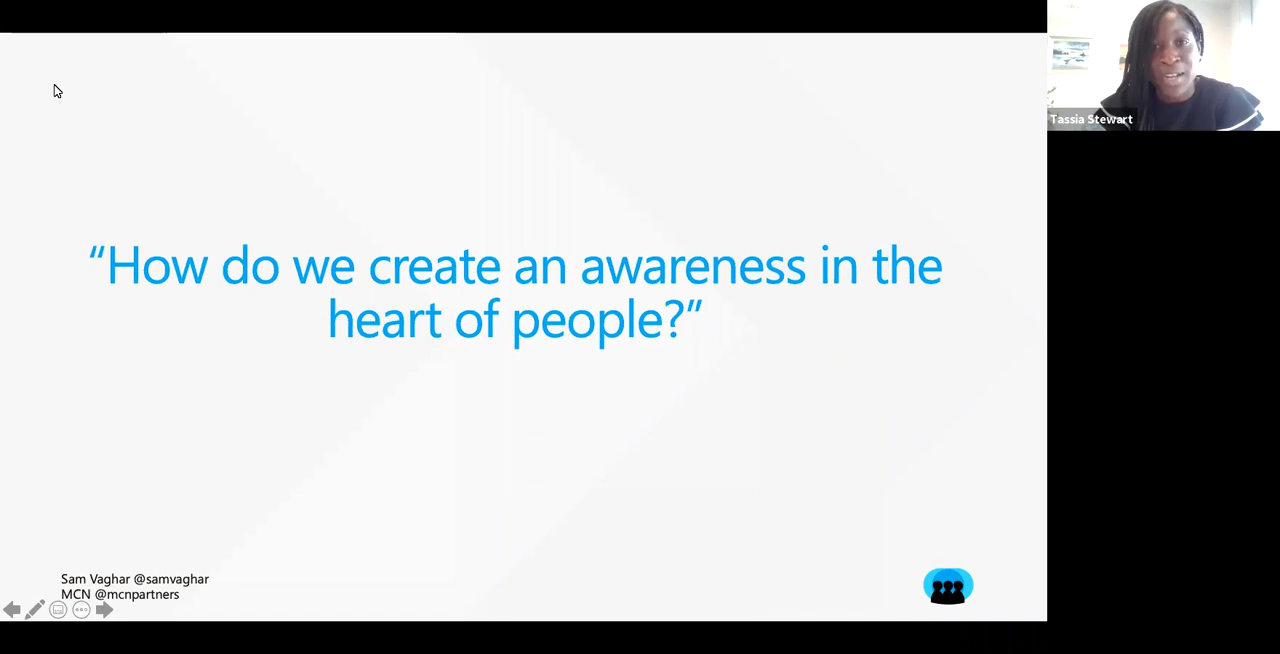 Tassia Stewart
“How do we create an awareness in the
heart of people?”
Sam Vaghar @samvaghar
MCN @mcnpartners